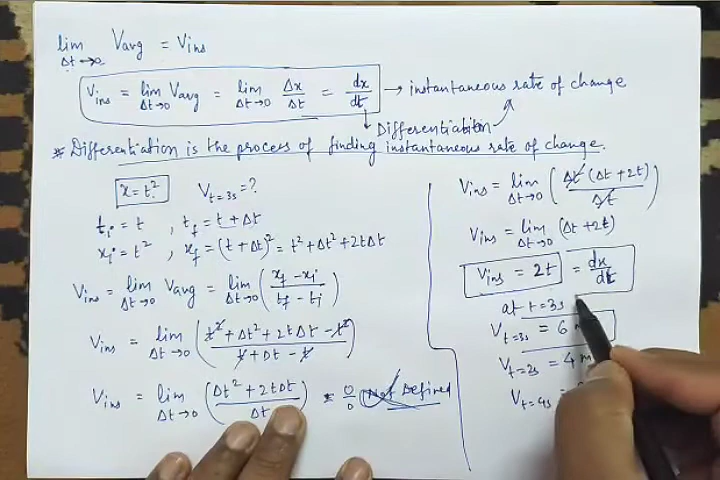 lim Vavg = Vins
Δt→0
Vins = lim Vavg = lim Δx/Δt = dx/dt → instantaneous rate of change
Δt→0 Δt→0
Differentiation
* Differentiation is the process of finding instantaneous rate of change.
x = t² Vt=3s = ?
ti = t , tf = t + Δt
xi = t² , xf = (t + Δt)² = t² + Δt² + 2tΔt
Vins = lim Vavg = lim (xf − xi / tf − ti)
Δt→0 Δt→0
Vins = lim (t² + Δt² + 2tΔt − t² / t + Δt − t)
Δt→0
Vins = lim (Δt² + 2tΔt / Δt) = 0/0 Not Defined
Δt→0
Vins = lim (Δt (Δt + 2t) / Δt)
Δt→0
Vins = lim (Δt + 2t)
Δt→0
Vins = 2t = dx/dt
at t = 3s
Vt=3s = 6 m
Vt=2s = 4 m
Vt=4s =